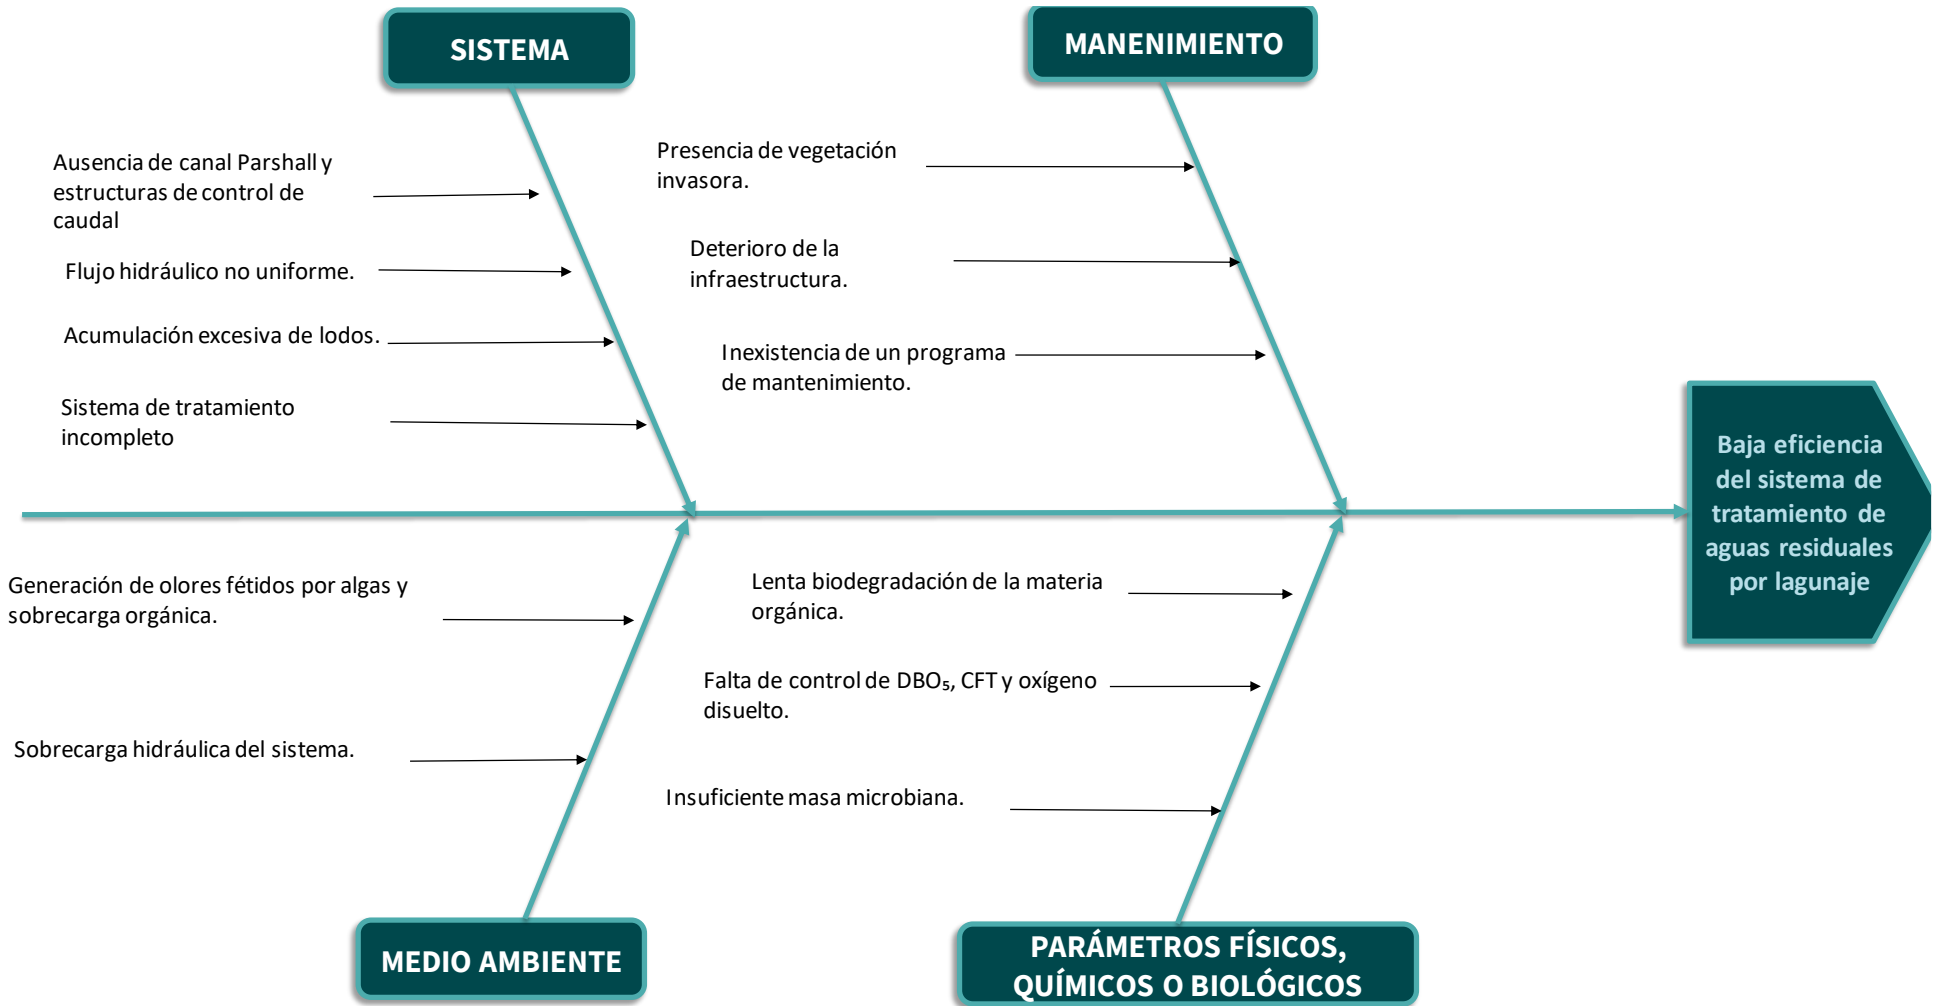 SISTEMA
MANENIMIENTO
Ausencia de canal Parshall y
estructuras de control de
caudal
Flujo hidráulico no uniforme.
Acumulación excesiva de lodos.
Sistema de tratamiento
incompleto
Presencia de vegetación
invasora.
Deterioro de la
infraestructura.
Inexistencia de un programa
de mantenimiento.
Baja eficiencia
del sistema de
tratamiento de
aguas residuales
por lagunaje
Generación de olores fétidos por algas y
sobrecarga orgánica.
Sobrecarga hidráulica del sistema.
Lenta biodegradación de la materia
orgánica.
Falta de control de DBO₅, CFT y oxígeno
disuelto.
Insuficiente masa microbiana.
MEDIO AMBIENTE
PARÁMETROS FÍSICOS,
QUÍMICOS O BIOLÓGICOS